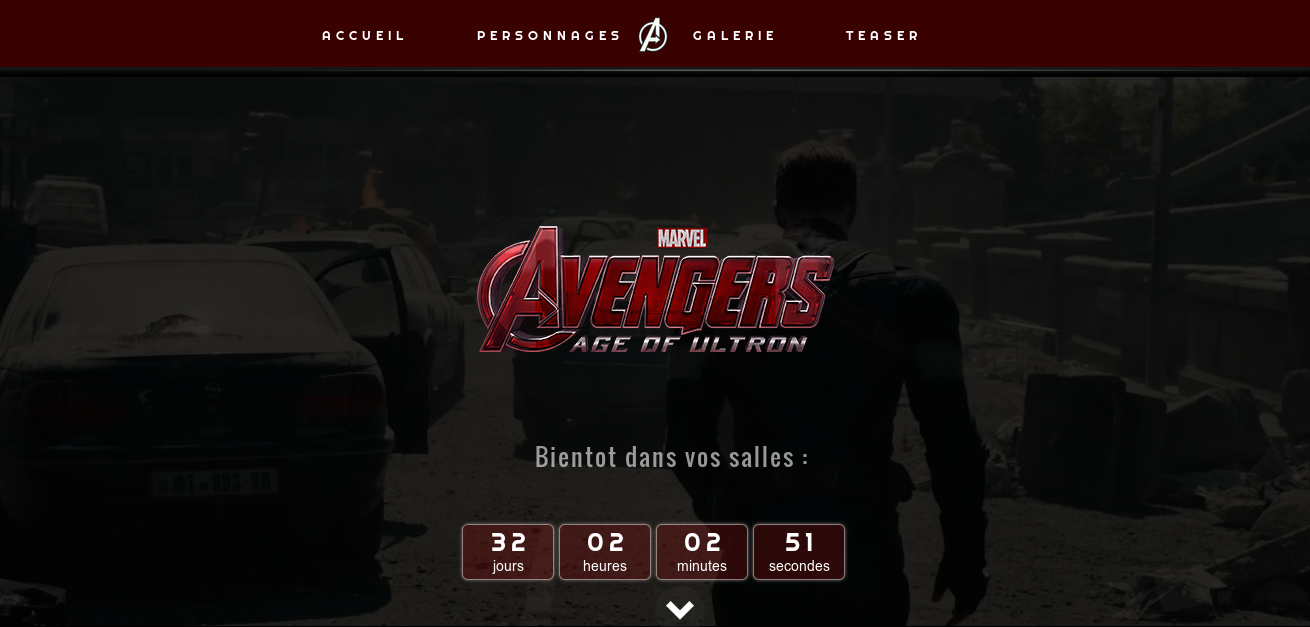 ACCUEIL PERSONNAGES GALERIE TEASER
MARVEL
AVENGERS
AGE OF ULTRON
Bientot dans vos salles :
32 02 02 51
jours heures minutes secondes